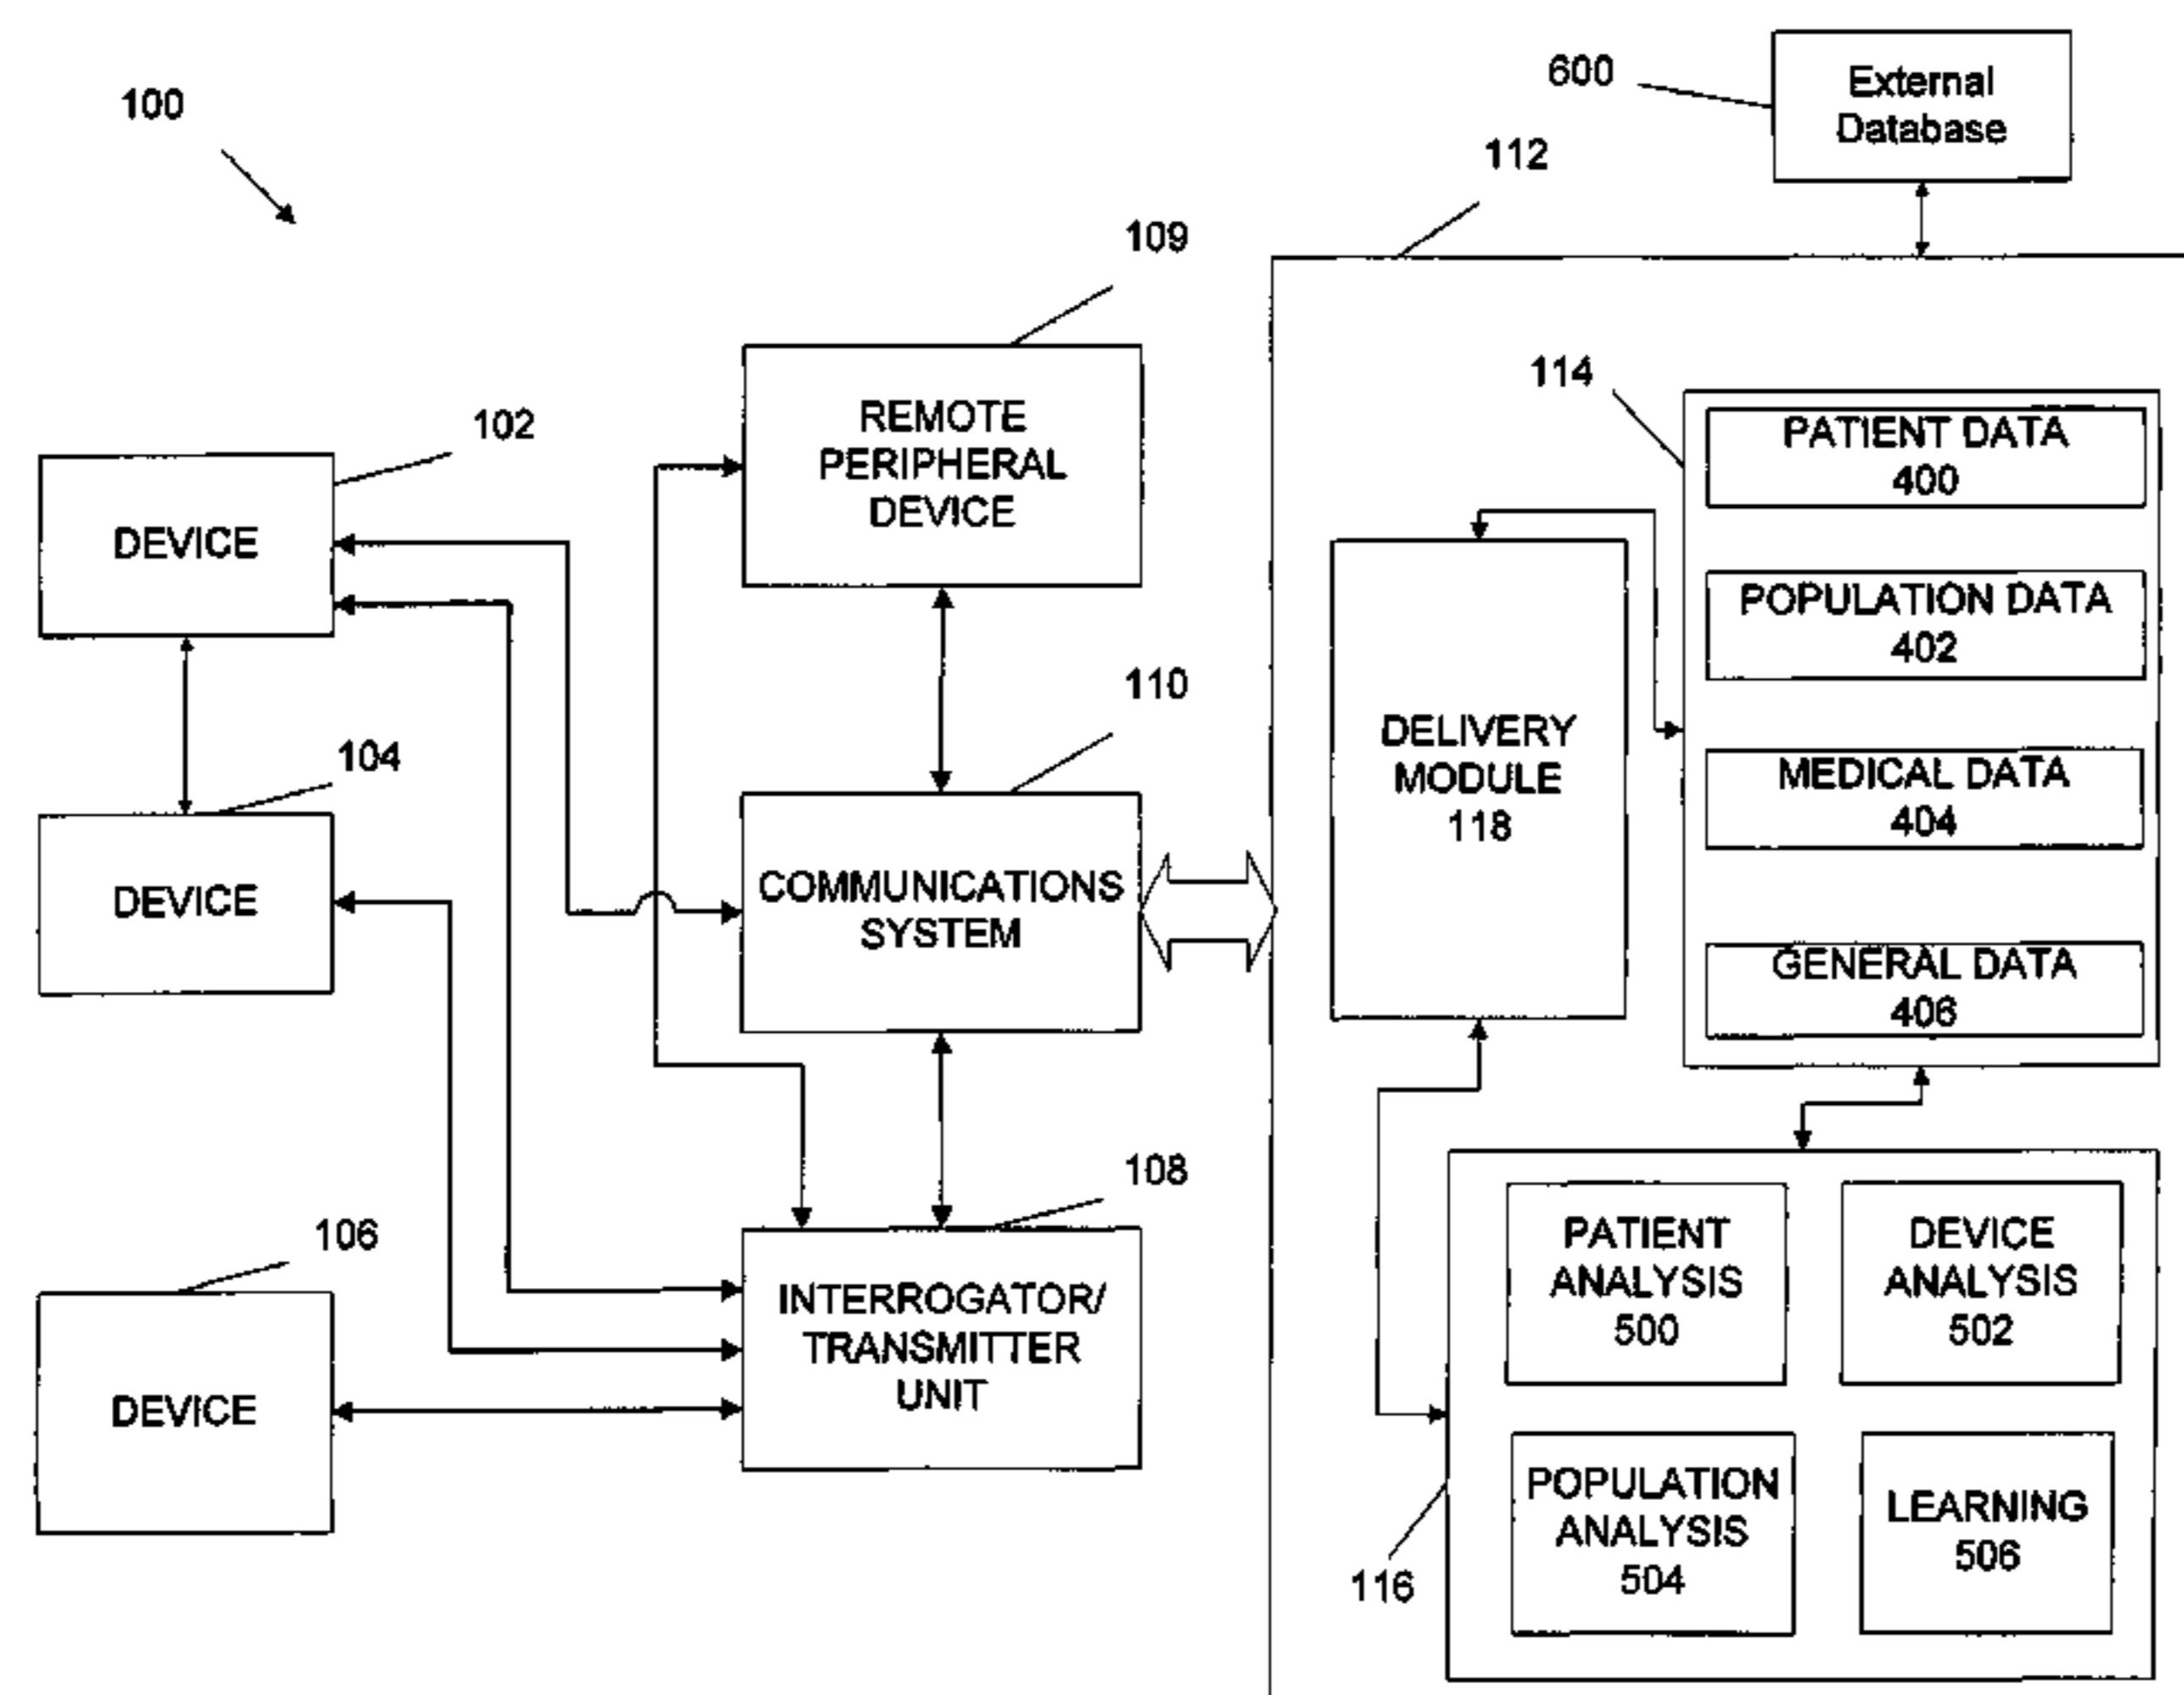 100
600
External
Database
112
109
114
102
REMOTE
PERIPHERAL
DEVICE
PATIENT DATA
400
DEVICE
POPULATION DATA
402
110
104
DELIVERY
MODULE
118
MEDICAL DATA
404
DEVICE
COMMUNICATIONS
SYSTEM
GENERAL DATA
406
108
106
INTERROGATOR/
TRANSMITTER
UNIT
DEVICE
PATIENT
ANALYSIS
500
DEVICE
ANALYSIS
502
POPULATION
ANALYSIS
504
LEARNING
506
116